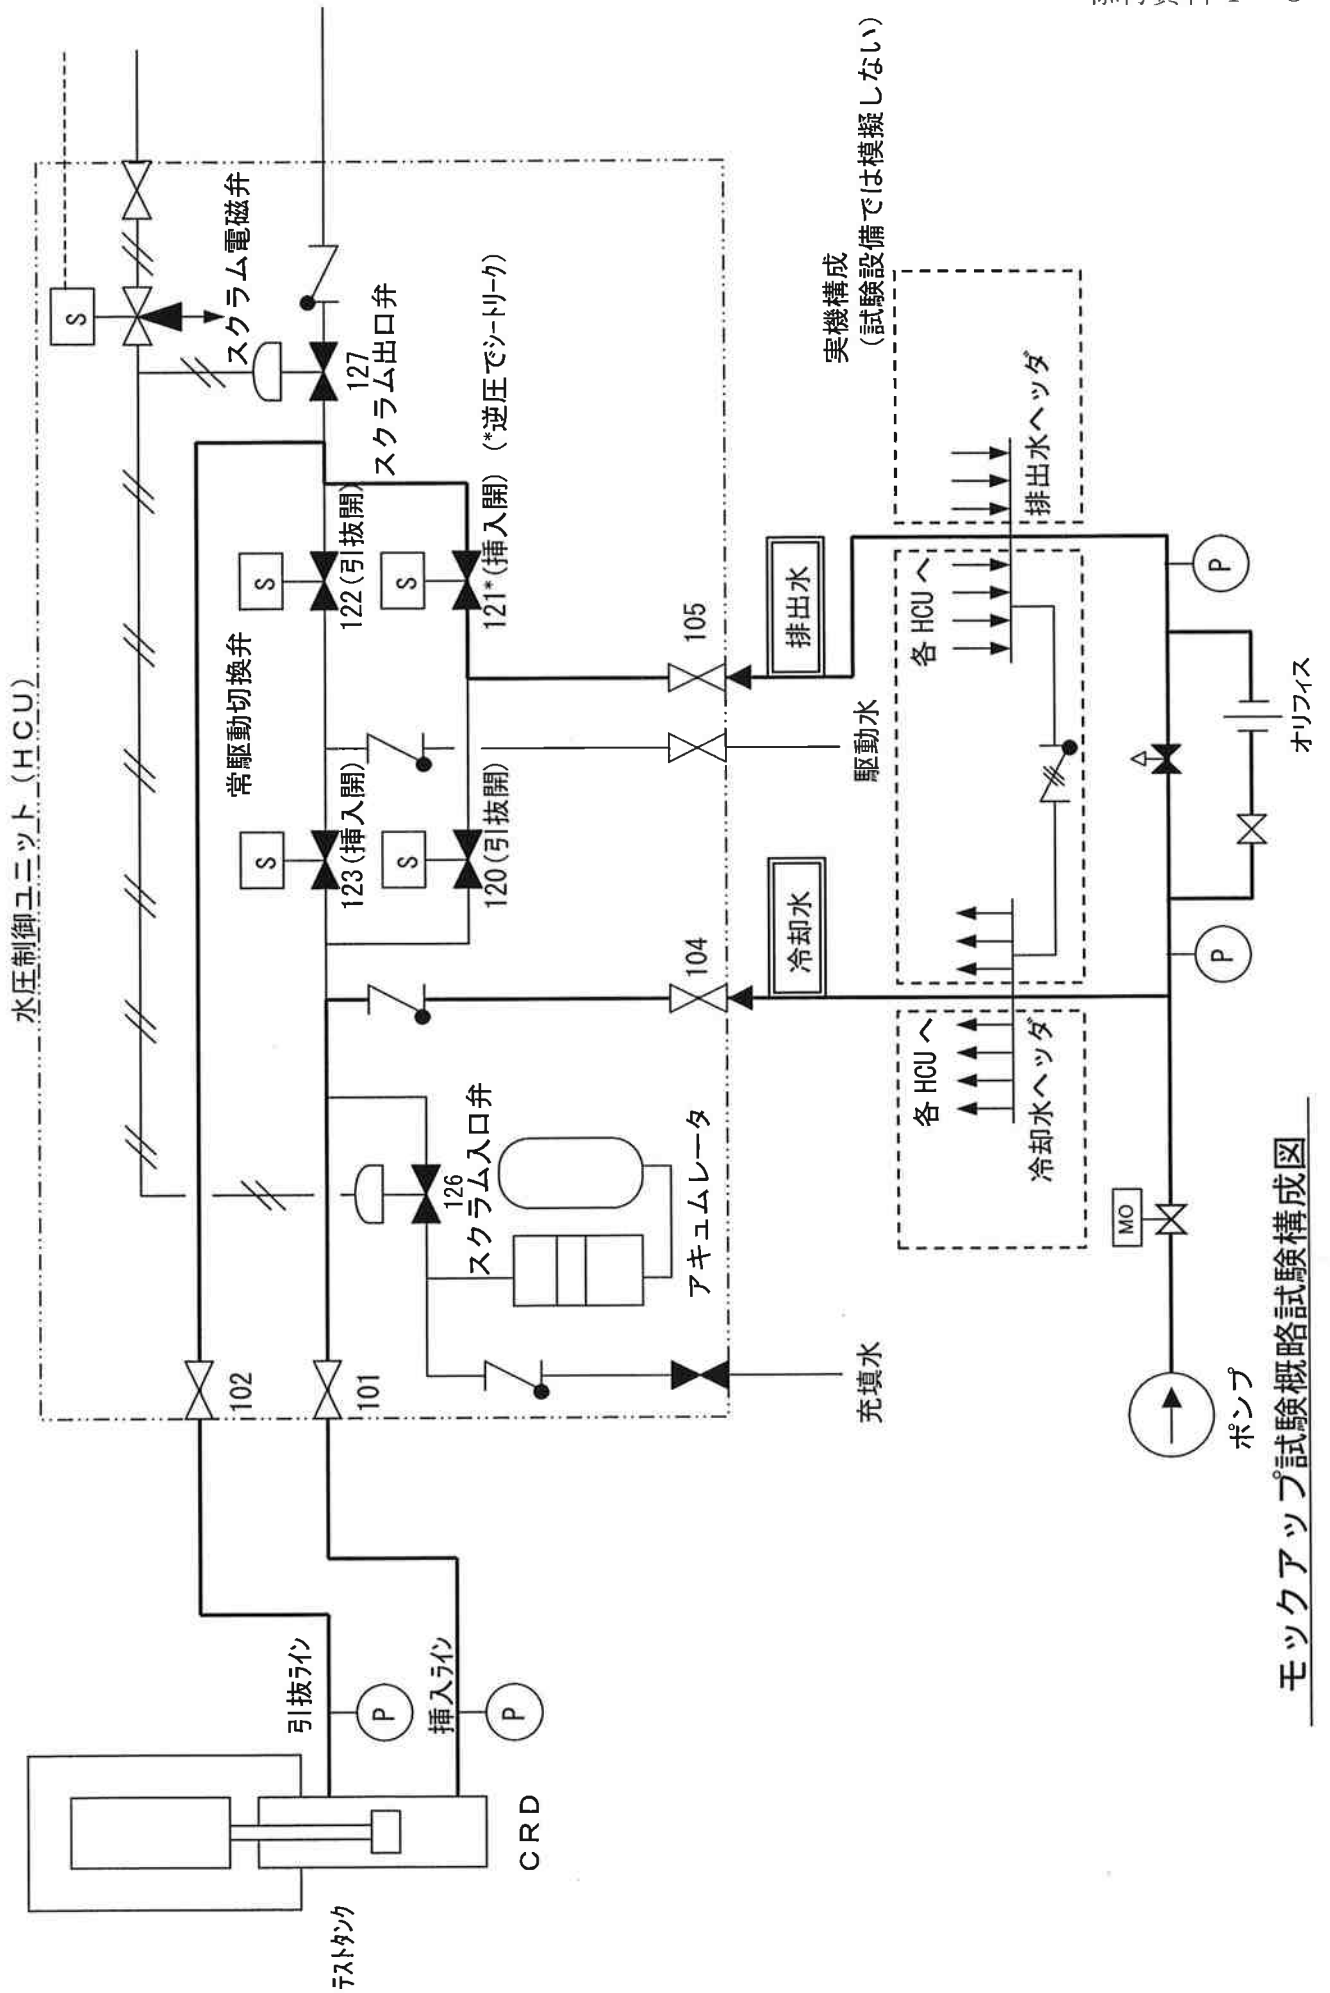 水圧制御ユニット（ＨＣＵ）
S
スクラム電磁弁
127
スクラム出口弁
常駆動切換弁
S
122(引抜開)
S
121*(挿入開)（*逆圧でシートリーク）
S
123(挿入開)
S
120(引抜開)
126
スクラム入口弁
アキュムレータ
102
101
104
105
冷却水
排出水
駆動水
充填水
実機構成
（試験設備では模擬しない）
各 HCU へ
排出水ヘッダ
各 HCU へ
冷却水ヘッダ
P
P
オリフィス
MO
ポンプ
引抜ライン
P
挿入ライン
P
ＣＲＤ
テストタンク
モックアップ試験概略試験構成図